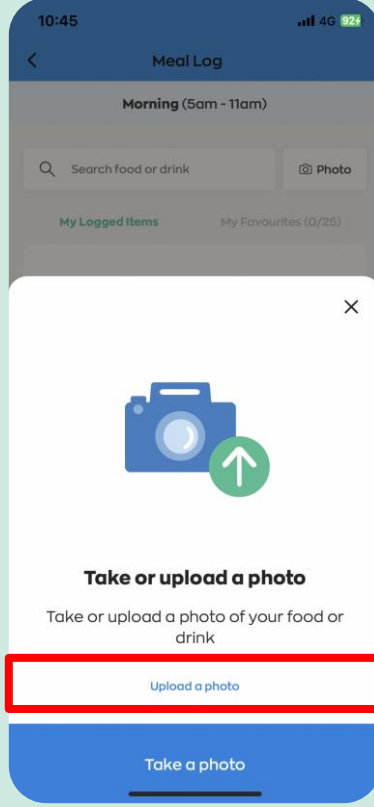 10:45 4G 92
Meal Log
Morning (5am - 11am)
Search food or drink Photo
My Logged Items My Favourites (0/25)
Take or upload a photo
Take or upload a photo of your food or
drink
Upload a photo
Take a photo